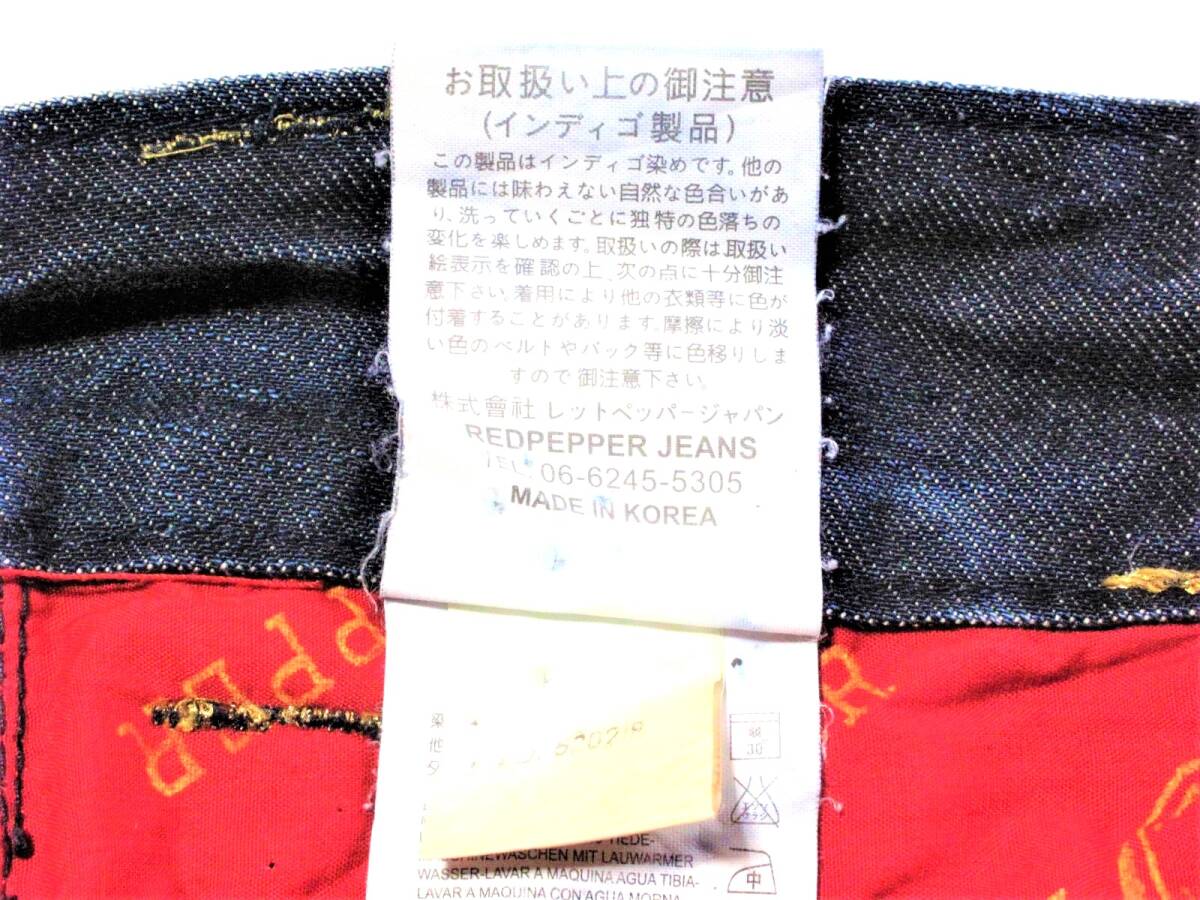 お取扱い上の御注意
(インディゴ製品)
この製品はインディゴ染めです。他の
製品には味わえない自然な色合いがあ
り、洗っていくごとに独特の色落ちの
変化を楽しめます。取扱いの際は取扱い
絵表示を確認の上、次の点に十分御注
意下さい。着用により他の衣類等に色が
付着することがあります。摩擦により淡
い色のベルトやバック等に色移りしま
すので御注意下さい。
株式會社 レットペッパージャパン
REDPEPPER JEANS
TEL: 06-6245-5305
MADE IN KOREA
PPER
染
他
タ
30
中
TIEDE-
WASCHEN MIT LAUWARMER
WASSER-LAVAR A MAQUINA AGUA TIBIA-
LAVAR A MAQUINA CON AGUA MORNA